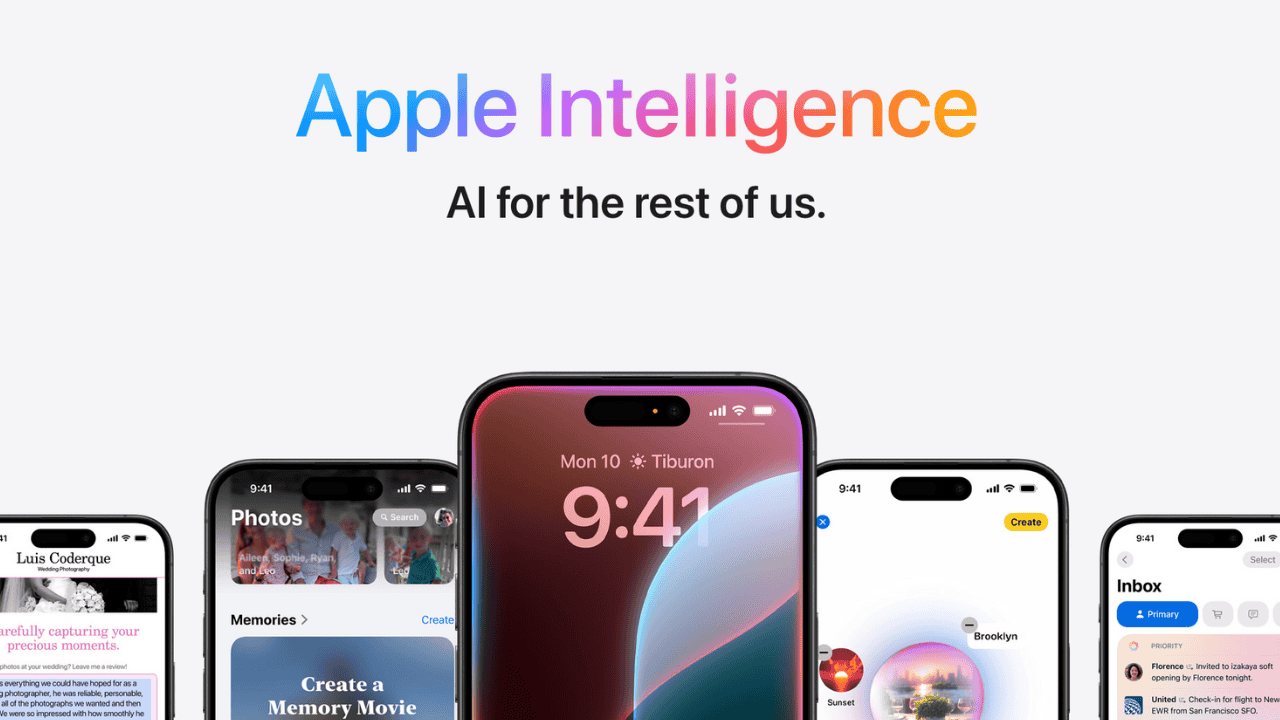 Apple Intelligence
AI for the rest of us.
41
Luis Coderque
Wedding Photography
carefully capturing your
precious moments.
photos at your wedding? Leave me a review!
s everything we could have hoped for as a
g photographer, he was reliable, personable,
all of the photographs we wanted and then
We were so impressed with how smoothly he
9:41
Photos
Search
Aileen, Sophie, Ryan,
and Leo
Leo
Memories
Create
Create a
Memory Movie
Mon 10 Tiburon
9:41
9:41
Create
Brooklyn
Sunset
9:41
Select
Inbox
Primary
PRIORITY
Florence Invited to izakaya soft
opening by Florence tonight.
United Check-in for flight to New
EWR from San Francisco SFO.